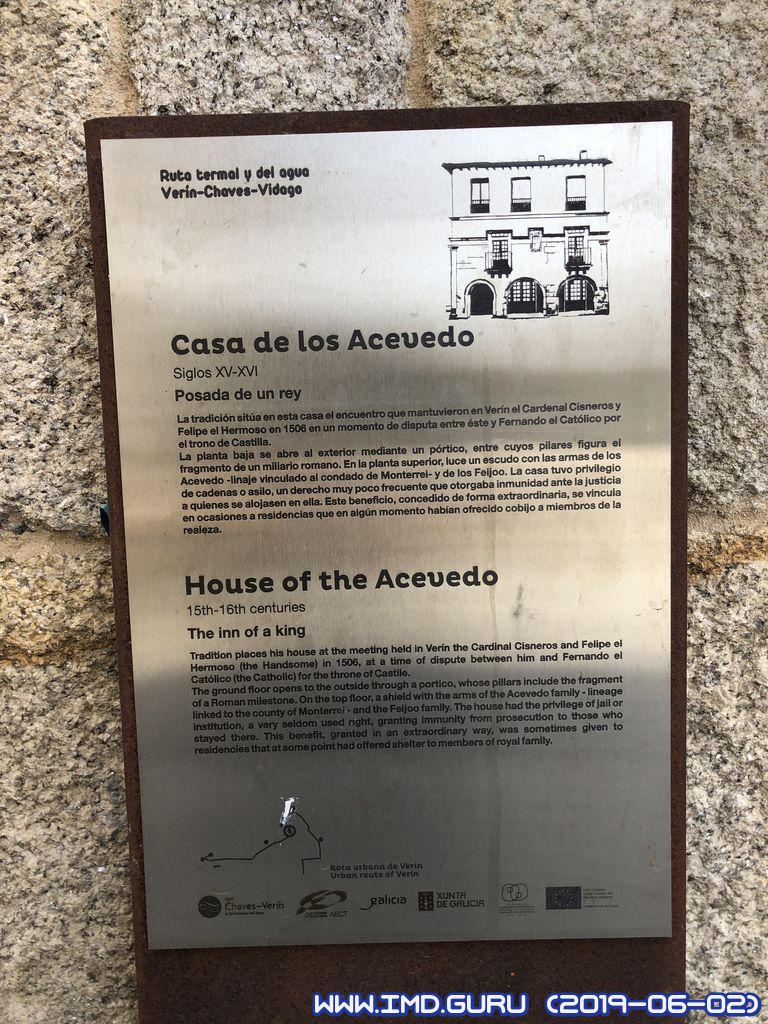 Ruta termal y del agua
Verín-Chaves-Vidago
Casa de los Acevedo
Siglos XV-XVI
Posada de un rey
La tradición sitúa en esta casa el encuentro que mantuvieron en Verín el Cardenal Cisneros y
Felipe el Hermoso en 1506 en un momento de disputa entre éste y Fernando el Católico por
el trono de Castilla.
La planta baja se abre al exterior mediante un pórtico, entre cuyos pilares figura el
fragmento de un miliario romano. En la planta superior, luce un escudo con las armas de los
Acevedo -linaje vinculado al condado de Monterrei- y de los Feijoo. La casa tuvo privilegio
de cadenas o asilo, un derecho muy poco frecuente que otorgaba inmunidad ante la justicia
a quienes se alojasen en ella. Este beneficio, concedido de forma extraordinaria, se vincula
en ocasiones a residencias que en algún momento habían ofrecido cobijo a miembros de la
realeza.
House of the Acevedo
15th-16th centuries
The inn of a king
Tradition places his house at the meeting held in Verín the Cardinal Cisneros and Felipe el
Hermoso (the Handsome) in 1506, at a time of dispute between him and Fernando el
Católico (the Catholic) for the throne of Castile.
The ground floor opens to the outside through a portico, whose pillars include the fragment
of a Roman milestone. On the top floor, a shield with the arms of the Acevedo family - lineage
linked to the county of Monterrei - and the Feijoo family. The house had the privilege of jail or
institution, a very seldom used right, granting immunity from prosecution to those who
stayed there. This benefit, granted in an extraordinary way, was sometimes given to
residencies that at some point had offered shelter to members of royal family.
Rota urbana de Verín
Urban route of Verín
Chaves-Verín
AECT
galicia
XUNTA
DE GALICIA
WWW.IMD.GURU (2019-06-02)